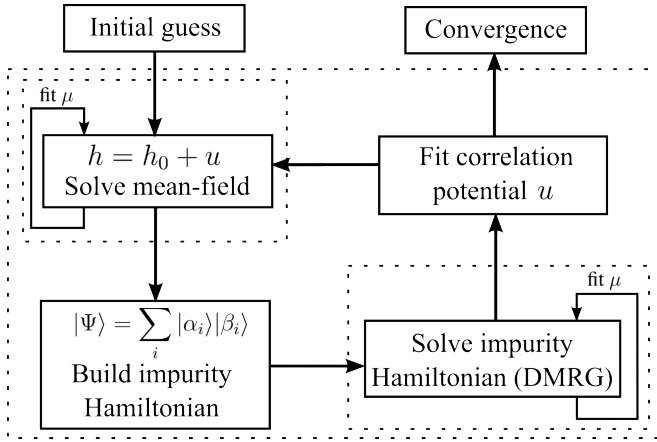 Initial guess
Convergence
fit μ
h = h₀ + u
Solve mean-field
Fit correlation
potential u
|Ψ⟩ = ∑ᵢ |αᵢ⟩|βᵢ⟩
Build impurity
Hamiltonian
fit μ
Solve impurity
Hamiltonian (DMRG)